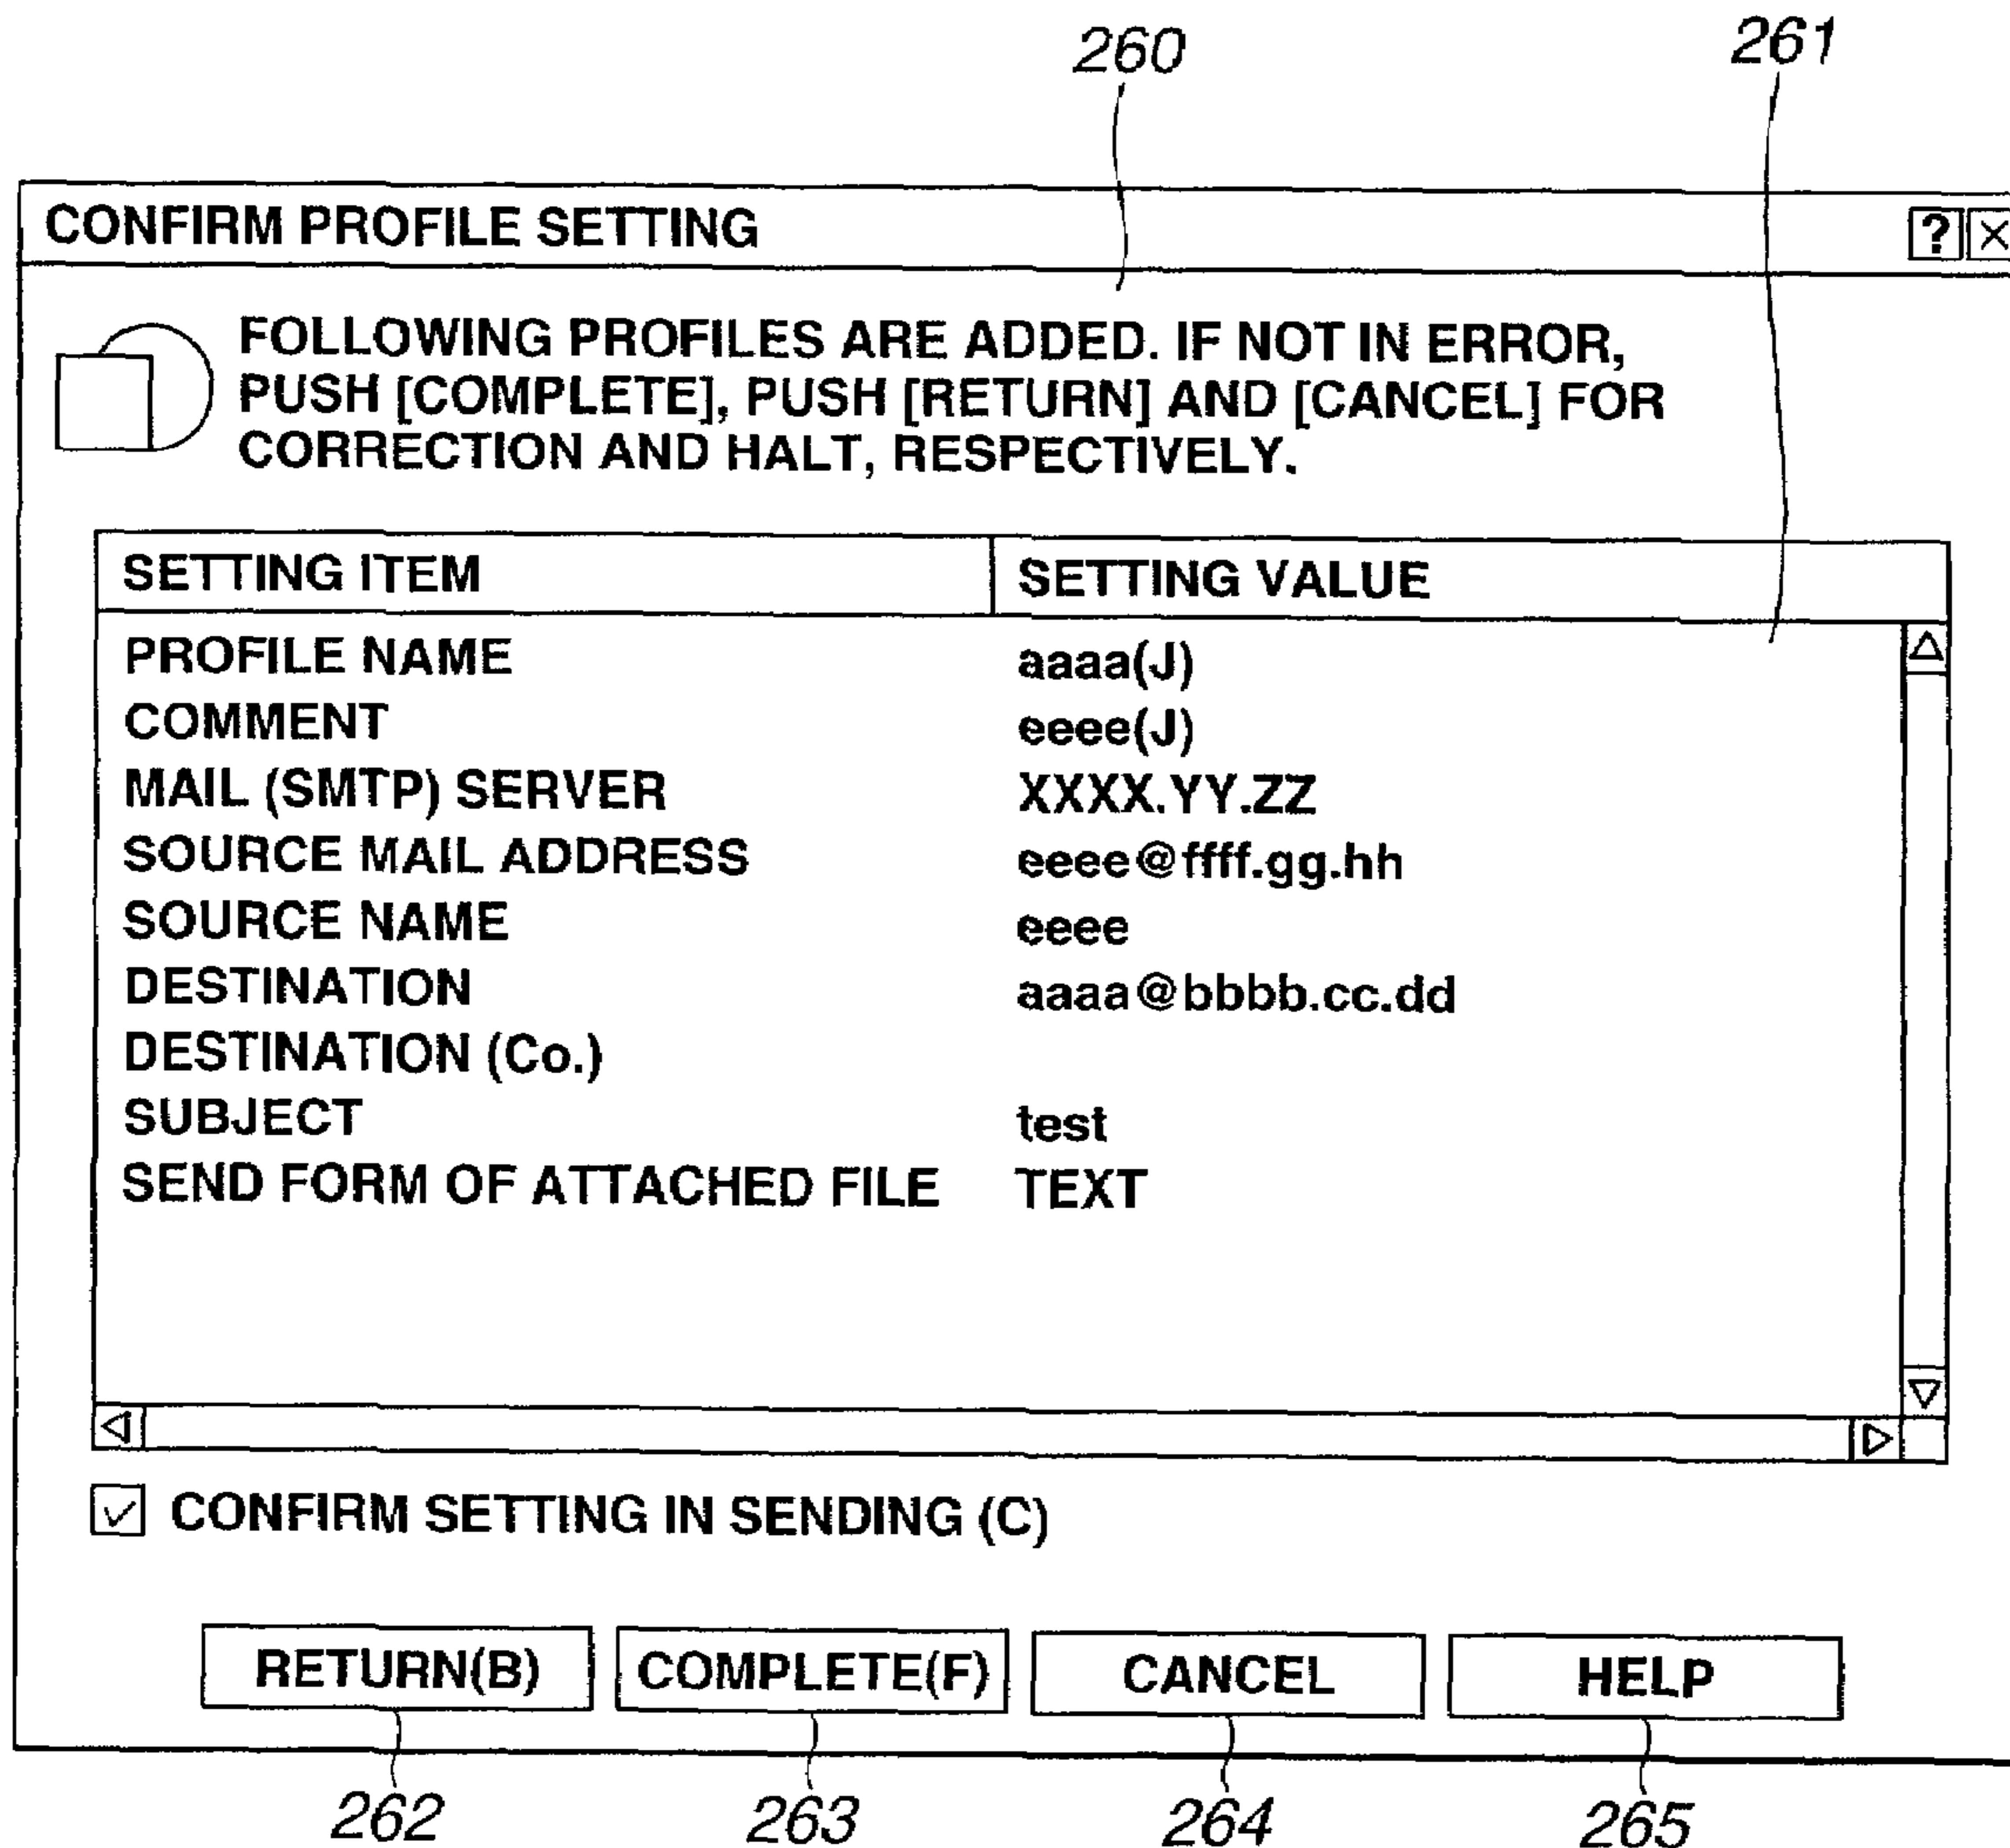 260 261
CONFIRM PROFILE SETTING ? ×
FOLLOWING PROFILES ARE ADDED. IF NOT IN ERROR,
PUSH [COMPLETE], PUSH [RETURN] AND [CANCEL] FOR
CORRECTION AND HALT, RESPECTIVELY.
SETTING ITEM SETTING VALUE
PROFILE NAME aaaa(J)
COMMENT eeee(J)
MAIL (SMTP) SERVER XXXX.YY.ZZ
SOURCE MAIL ADDRESS eeee@ffff.gg.hh
SOURCE NAME eeee
DESTINATION aaaa@bbbb.cc.dd
DESTINATION (Co.)
SUBJECT test
SEND FORM OF ATTACHED FILE TEXT
CONFIRM SETTING IN SENDING (C)
RETURN(B) COMPLETE(F) CANCEL HELP
262 263 264 265